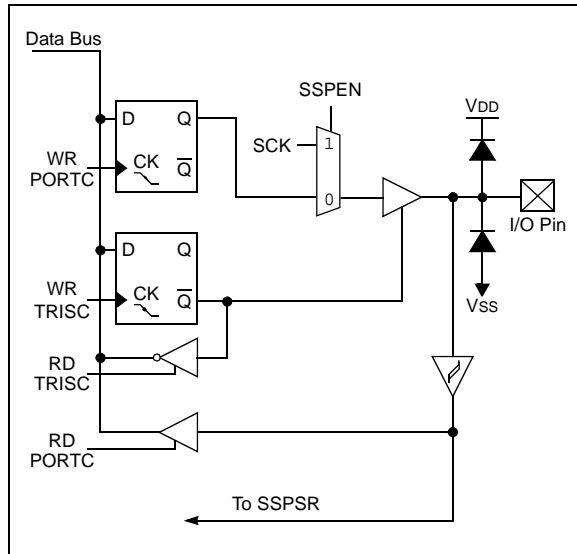 Data Bus
SSPEN
VDD
D
Q
SCK
1
WR
PORTC
CK
Q
0
I/O Pin
D
Q
VSS
WR
TRISC
CK
Q
RD
TRISC
RD
PORTC
To SSPSR